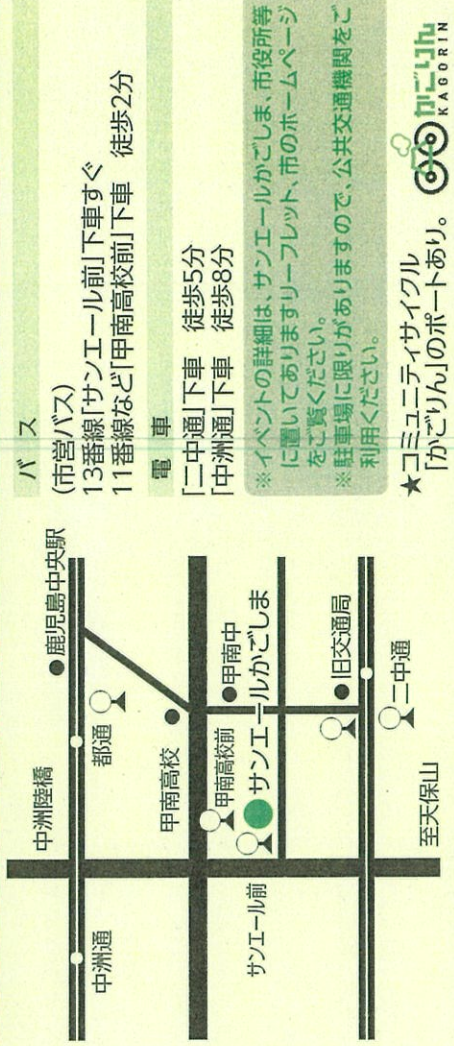 中洲陸橋
鹿児島中央駅
中洲通
都通
甲南高校
甲南高校前
甲南中
サンエール前
サンエールかごしま
旧交通局
二中通
至天保山
バス
(市営バス)
13番線「サンエール前」下車すぐ
11番線など「甲南高校前」下車 徒歩2分
電車
「二中通」下車 徒歩5分
「中洲通」下車 徒歩8分
※イベントの詳細は、サンエールかごしま、市役所等
に置いてありますリーフレット、市のホームページ
をご覧ください。
※駐車場に限りがありますので、公共交通機関をご
利用ください。
★コミュニティサイクル
「かごりん」のポートあり。
かごりん
KAGORIN